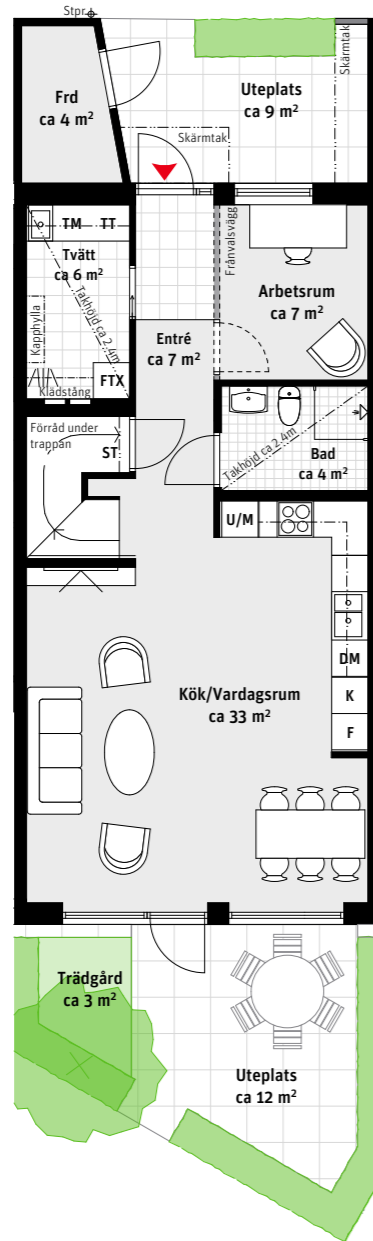 Stpr.
Skärmtak
Frd
ca 4 m²
Uteplats
ca 9 m²
Skärmtak
TM TT
Tvätt
ca 6 m²
Takhöjd ca 2.4m
Kapphylla
Klädstång
FTX
Frånvalsvägg
Arbetsrum
ca 7 m²
Entré
ca 7 m²
Förråd under
trappan
ST
Takhöjd ca 2.4m
Bad
ca 4 m²
U/M
DM
K
F
Kök/Vardagsrum
ca 33 m²
Trädgård
ca 3 m²
Uteplats
ca 12 m²